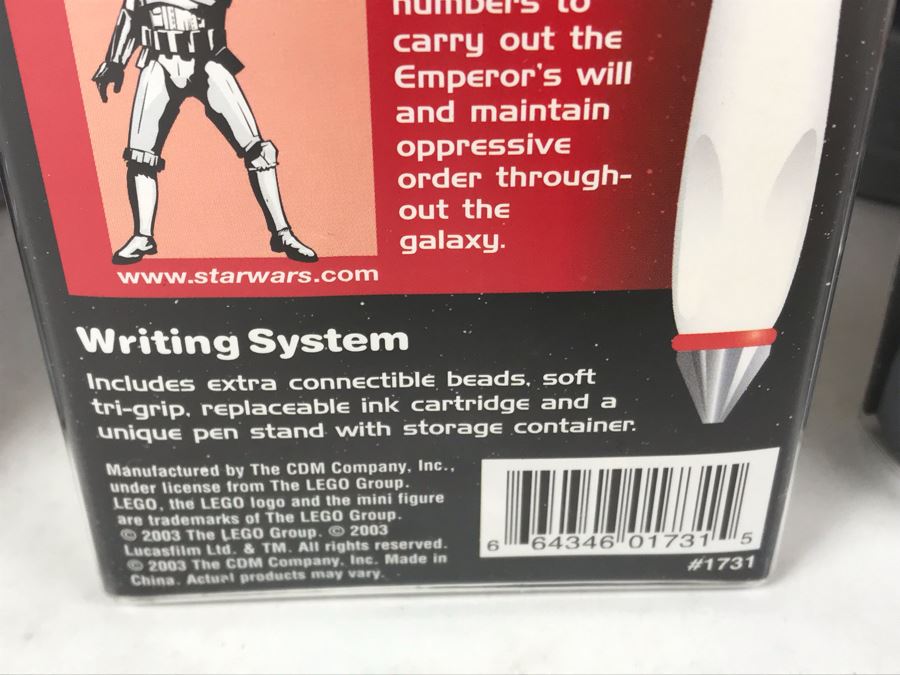 numbers to
carry out the
Emperor's will
and maintain
oppressive
order through-
out the
galaxy.
www.starwars.com
Writing System
Includes extra connectible beads, soft
tri-grip, replaceable ink cartridge and a
unique pen stand with storage container.
Manufactured by The CDM Company, Inc.,
under license from The LEGO Group.
LEGO, the LEGO logo and the mini figure
are trademarks of The LEGO Group.
© 2003 The LEGO Group. © 2003
Lucasfilm Ltd. & TM. All rights reserved.
© 2003 The CDM Company, Inc. Made in
China. Actual products may vary.
6 64346 01731 5
#1731